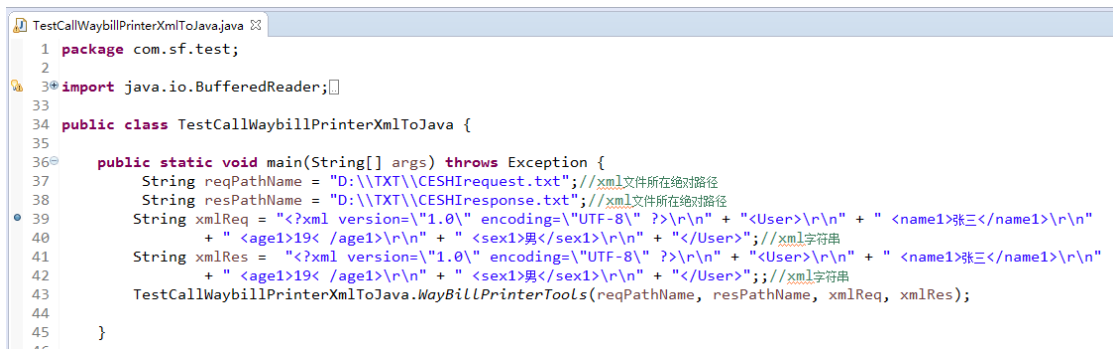 TestCallWaybillPrinterXmlToJava.java
1 package com.sf.test;
2
3 import java.io.BufferedReader;
33
34 public class TestCallWaybillPrinterXmlToJava {
35
36 public static void main(String[] args) throws Exception {
37 String reqPathName = "D:\\TXT\\CESHIrequest.txt";//xml文件所在绝对路径
38 String resPathName = "D:\\TXT\\CESHIresponse.txt";//xml文件所在绝对路径
39 String xmlReq = "<?xml version=\"1.0\" encoding=\"UTF-8\" ?>\r\n" + "<User>\r\n" + " <name1>张三</name1>\r\n"
40 + " <age1>19< /age1>\r\n" + " <sex1>男</sex1>\r\n" + "</User>";//xml字符串
41 String xmlRes =  "<?xml version=\"1.0\" encoding=\"UTF-8\" ?>\r\n" + "<User>\r\n" + " <name1>张三</name1>\r\n"
42 + " <age1>19< /age1>\r\n" + " <sex1>男</sex1>\r\n" + "</User>";;//xml字符串
43 TestCallWaybillPrinterXmlToJava.WayBillPrinterTools(reqPathName, resPathName, xmlReq, xmlRes);
44
45 }